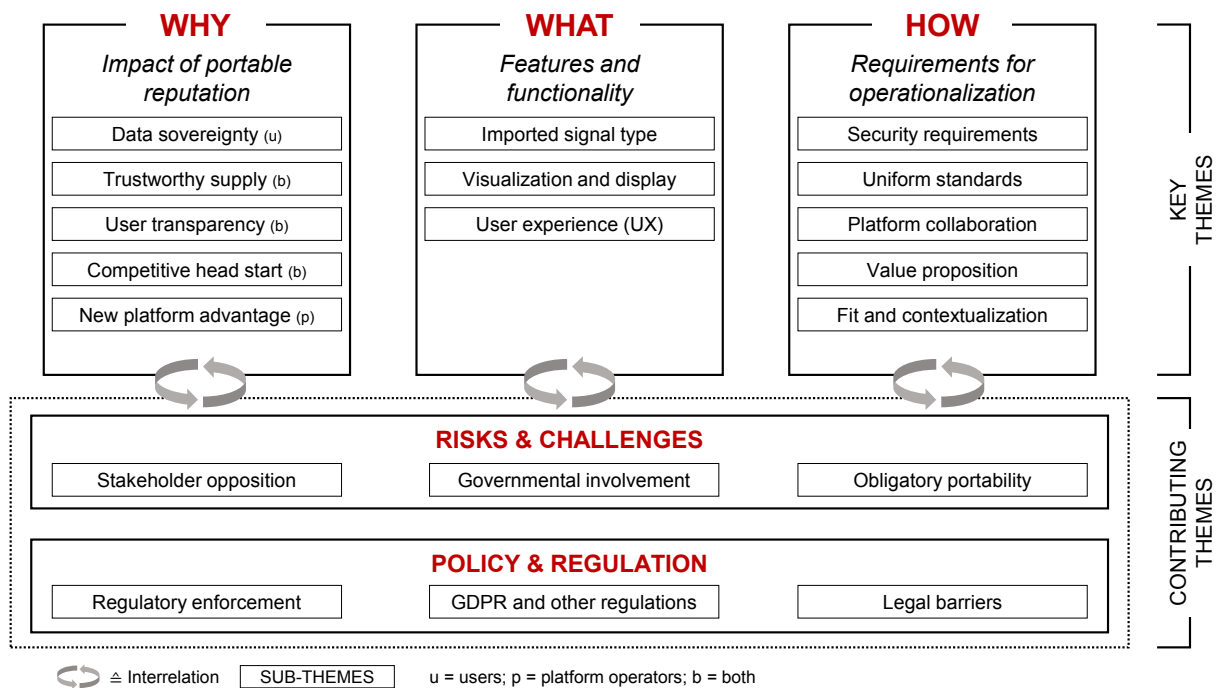 WHY
Impact of portable
reputation
Data sovereignty (u)
Trustworthy supply (b)
User transparency (b)
Competitive head start (b)
New platform advantage (p)
WHAT
Features and
functionality
Imported signal type
Visualization and display
User experience (UX)
HOW
Requirements for
operationalization
Security requirements
Uniform standards
Platform collaboration
Value proposition
Fit and contextualization
KEY
THEMES
RISKS & CHALLENGES
Stakeholder opposition
Governmental involvement
Obligatory portability
POLICY & REGULATION
Regulatory enforcement
GDPR and other regulations
Legal barriers
CONTRIBUTING
THEMES
≙ Interrelation
SUB-THEMES
u = users; p = platform operators; b = both